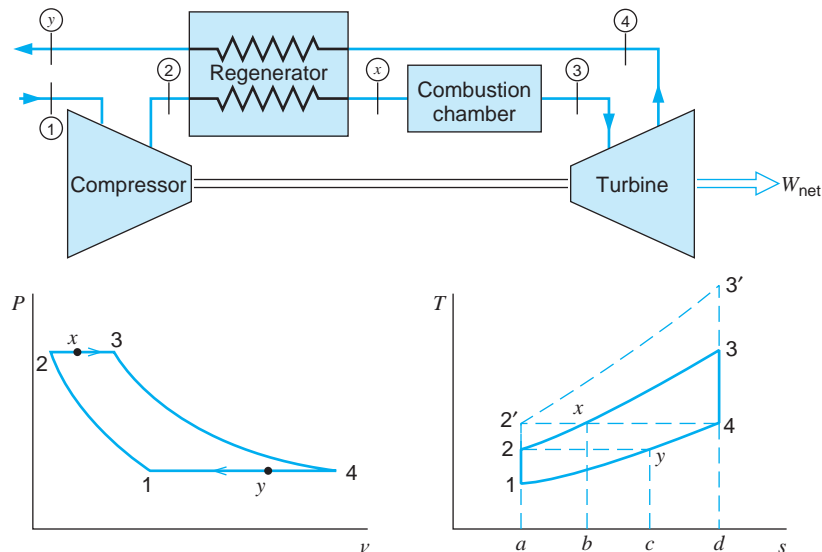 y
4
2
Regenerator
x
3
Combustion
chamber
1
Compressor
Turbine
W_net
P
x
3
2
1
y
4
v
T
3′
3
2′
x
4
2
y
1
a b c d s